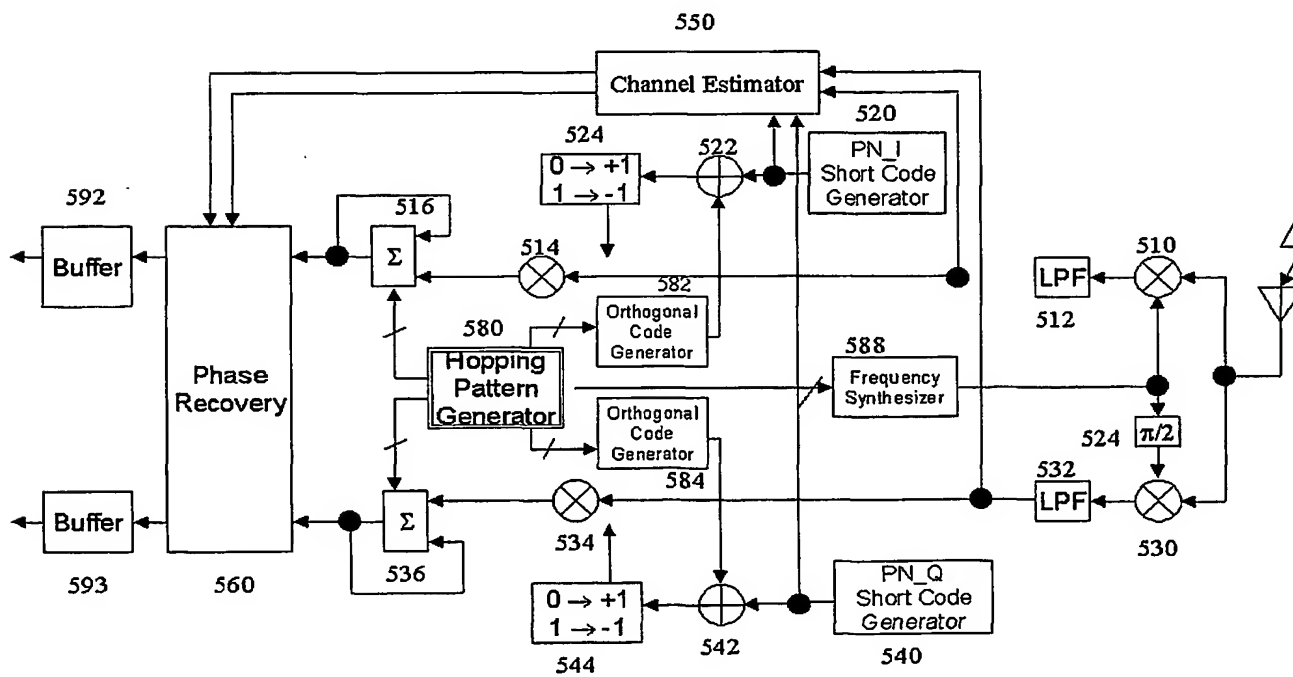 550
Channel Estimator
520
524
522
PN_I
Short Code
Generator
0 → +1
1 → -1
592
516
514
510
Buffer
Σ
LPF
512
582
580
Orthogonal
Code
Generator
588
Hopping
Pattern
Generator
Frequency
Synthesizer
Phase
Recovery
Orthogonal
Code
Generator
524
π/2
584
532
LPF
Buffer
Σ
534
530
593
560
536
PN_Q
Short Code
Generator
0 → +1
1 → -1
542
544
540